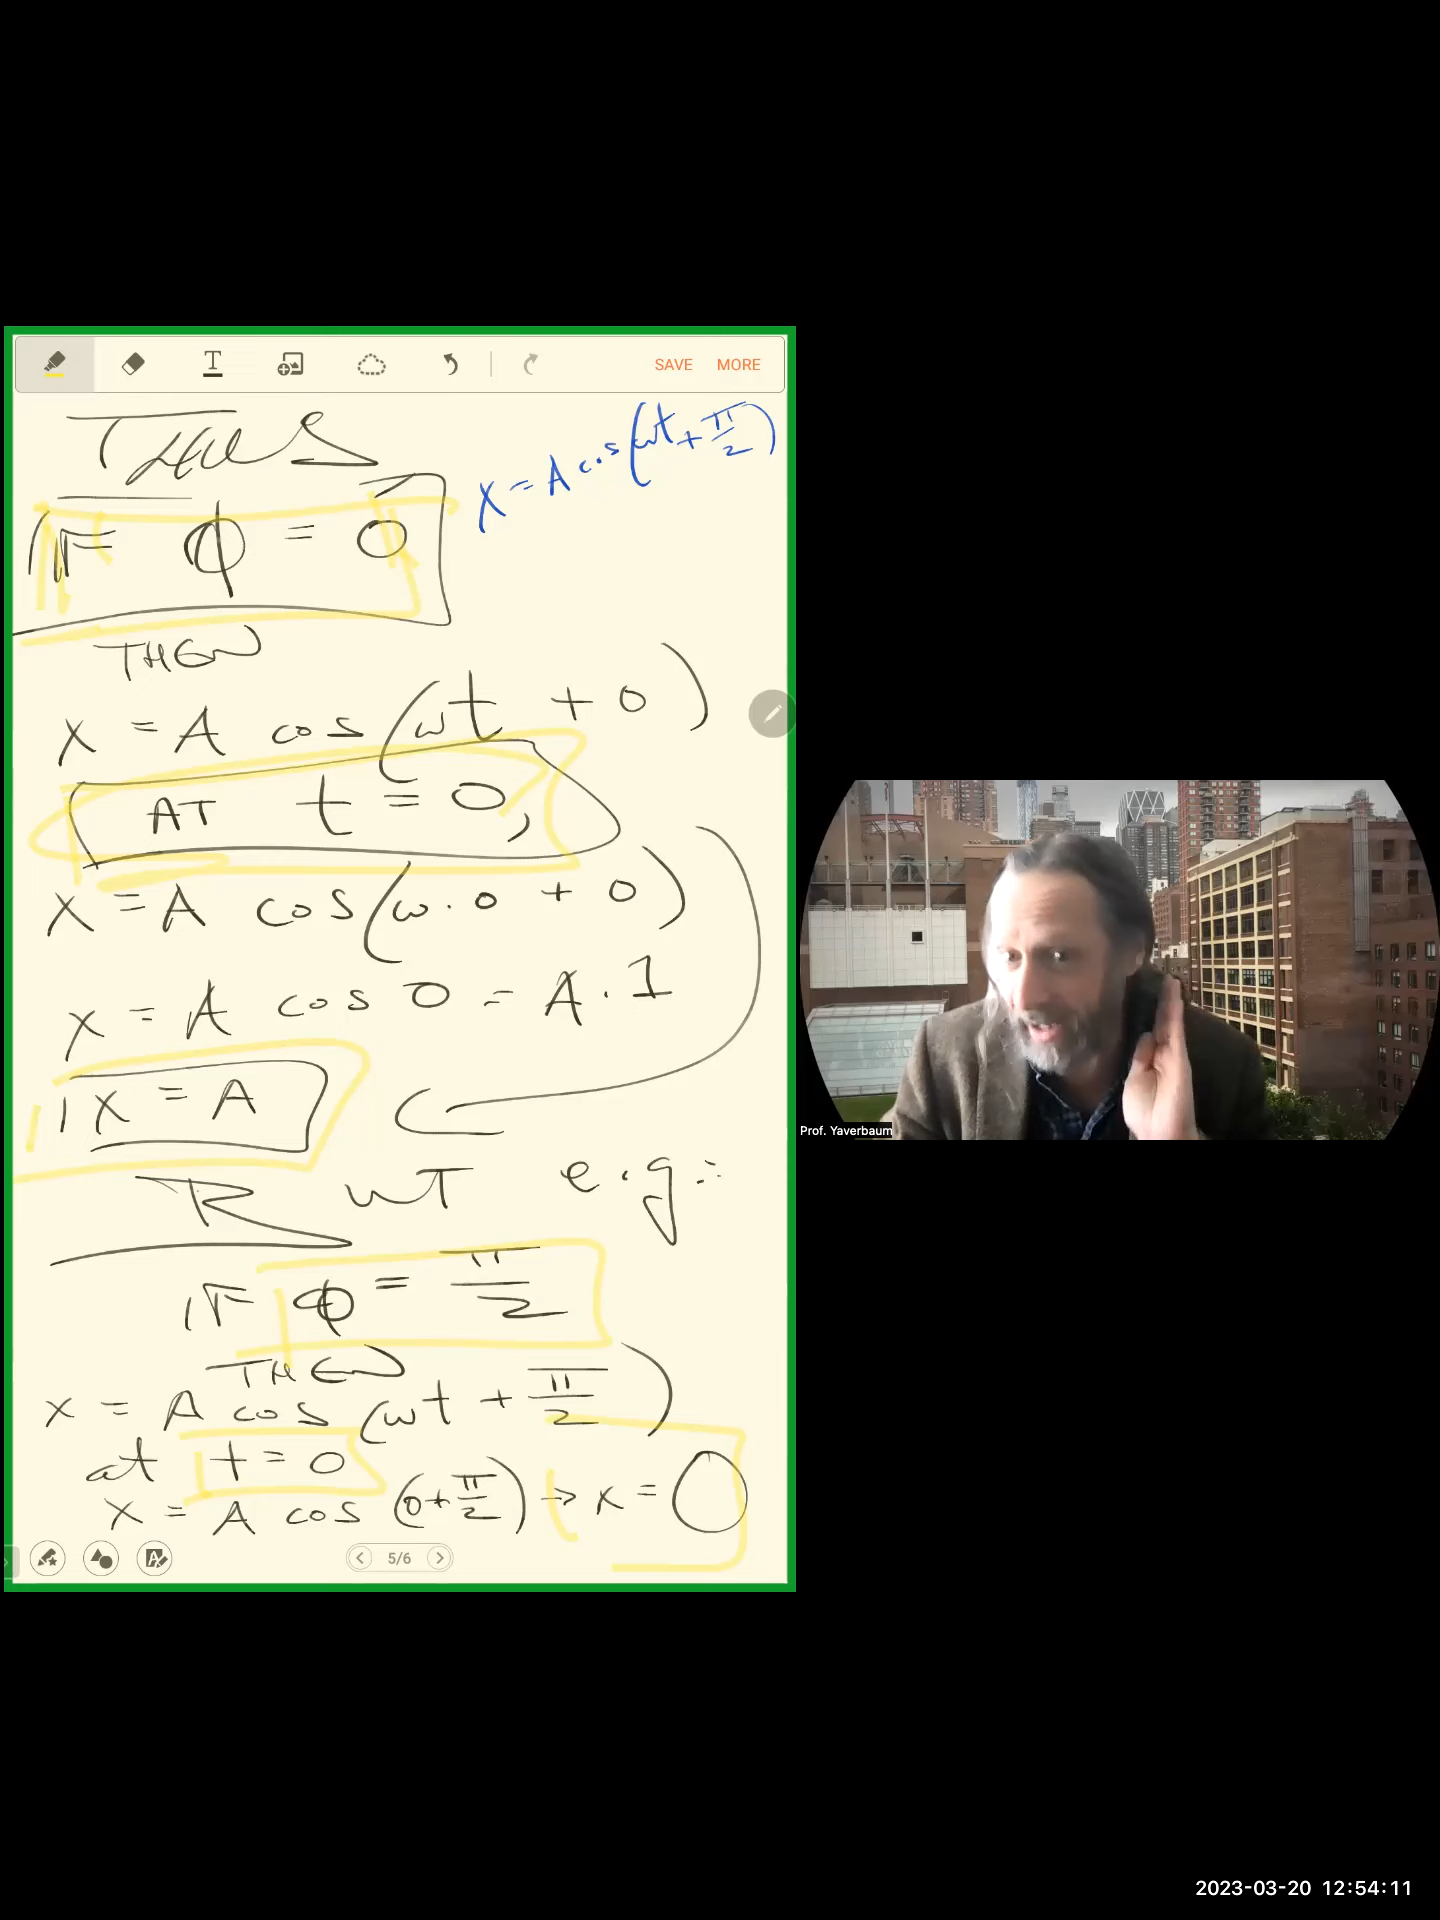 T
SAVE
MORE
THUS
x = A cos(ωt + π/2)
IF φ = 0
THEN
x = A cos(ωt + 0)
AT t = 0,
x = A cos(ω·0 + 0)
x = A cos 0 = A·1
x = A
e.g.:
IF φ = π/2
THEN
x = A cos(ωt + π/2)
at t = 0
x = A cos(0 + π/2) → x = 0
5/6
Prof. Yaverbaum
2023-03-20 12:54:11